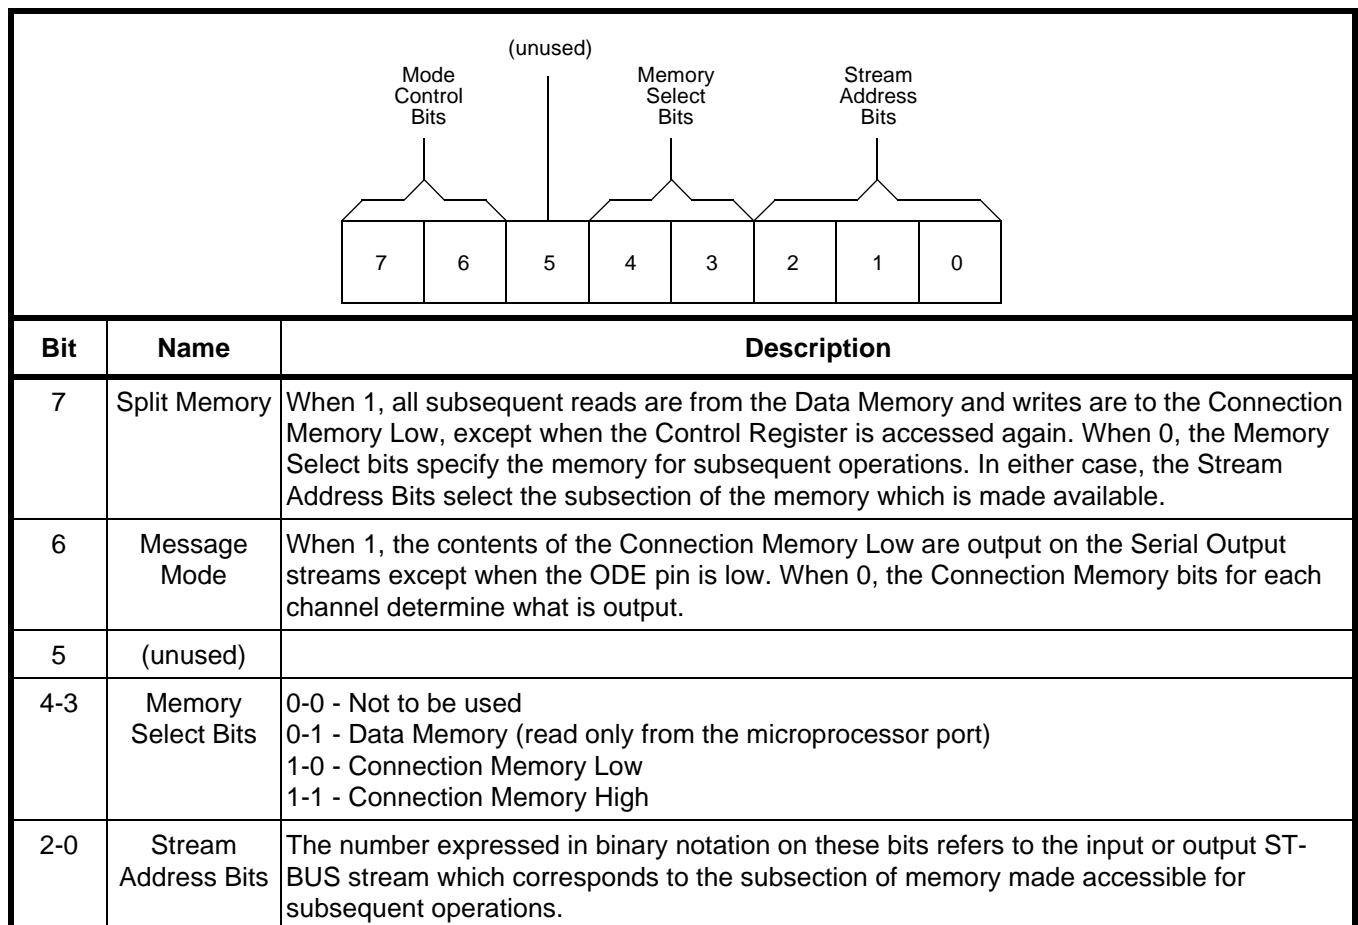 (unused)
Mode
Control
Bits
Memory
Select
Bits
Stream
Address
Bits
7 6 5 4 3 2 1 0
Bit Name Description
7 Split Memory When 1, all subsequent reads are from the Data Memory and writes are to the Connection
Memory Low, except when the Control Register is accessed again. When 0, the Memory
Select bits specify the memory for subsequent operations. In either case, the Stream
Address Bits select the subsection of the memory which is made available.
6 Message
Mode
When 1, the contents of the Connection Memory Low are output on the Serial Output
streams except when the ODE pin is low. When 0, the Connection Memory bits for each
channel determine what is output.
5 (unused)
4-3 Memory
Select Bits
0-0 - Not to be used
0-1 - Data Memory (read only from the microprocessor port)
1-0 - Connection Memory Low
1-1 - Connection Memory High
2-0 Stream
Address Bits
The number expressed in binary notation on these bits refers to the input or output ST-
BUS stream which corresponds to the subsection of memory made accessible for
subsequent operations.